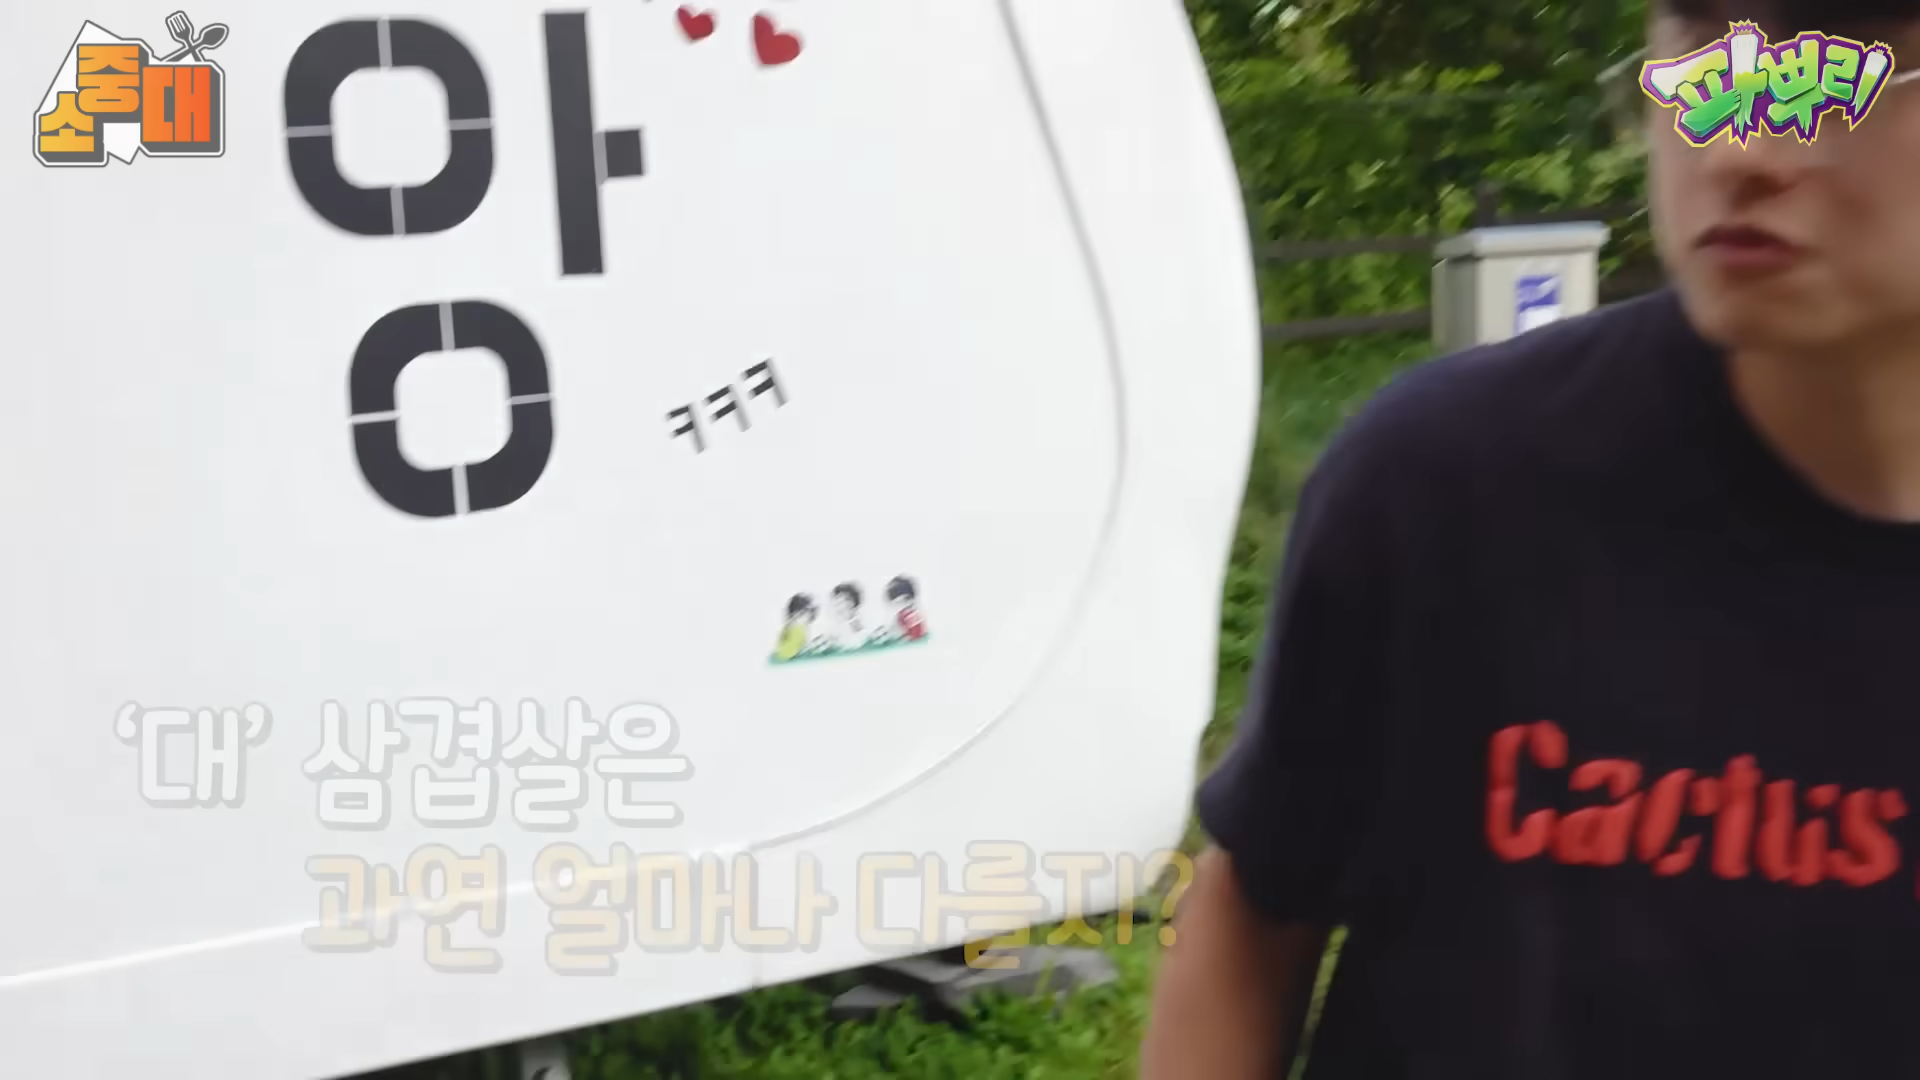 소중대
파뿌리
앙
ㅋㅋㅋ
Cactus
‘대’ 삼겹살은
과연 얼마나 다를지?